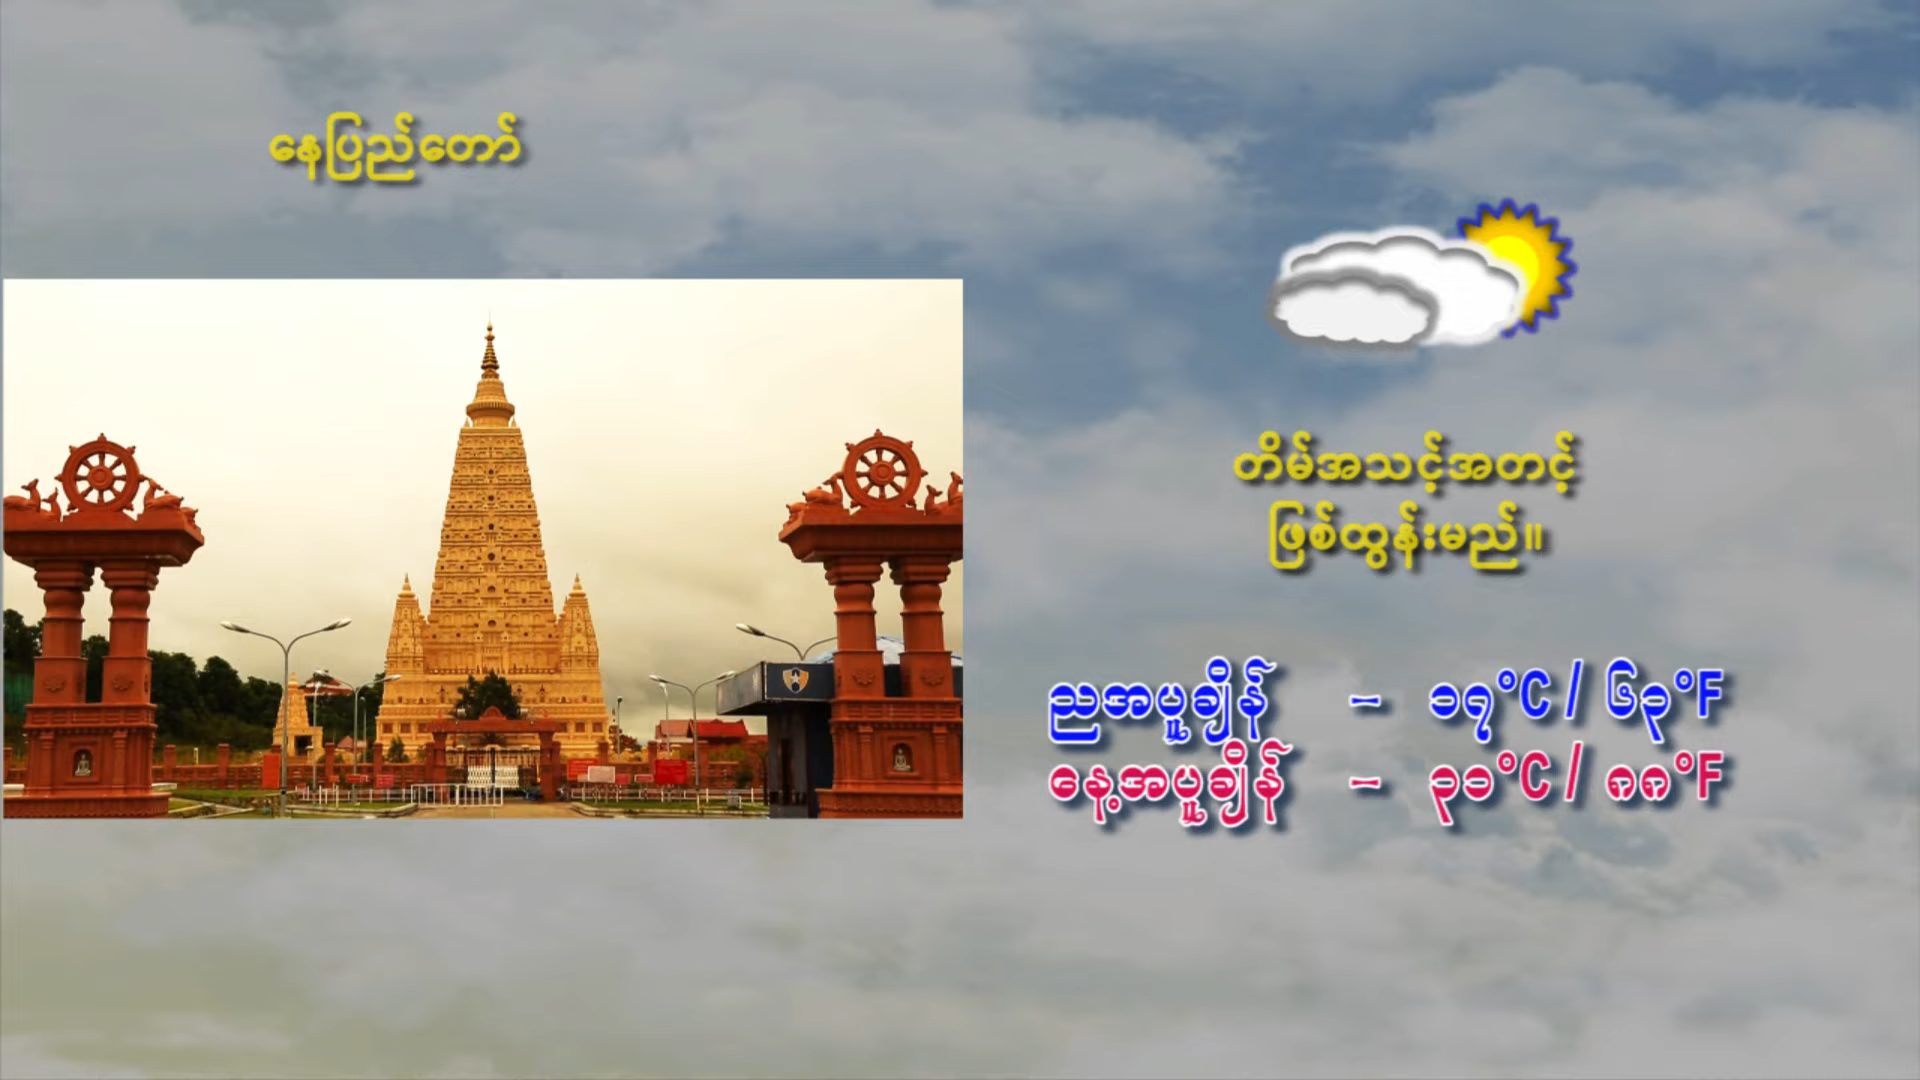 နေပြည်တော်
တိမ်အသင့်အတင့်
ဖြစ်ထွန်းမည်။
ညအပူချိန် - ၁၇°C / ၆၃°F
နေ့အပူချိန် - ၃၁°C / ၈၈°F